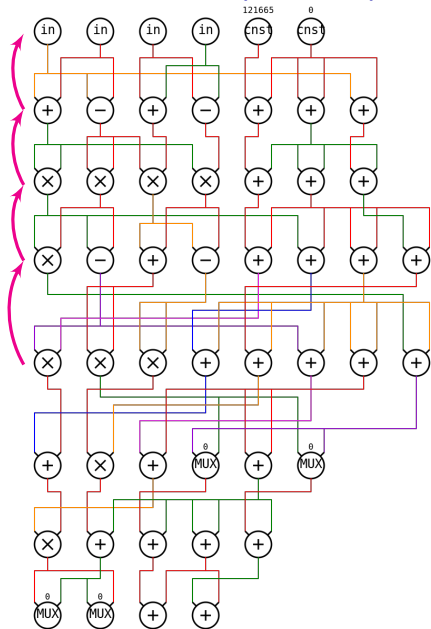 121665 0
in in in in cnst cnst
+ − + − + + +
× × × × + + +
× − + − + + + +
× × × + + + + +
0 0
+ × + MUX + MUX
× + + + +
0 0
MUX MUX + +